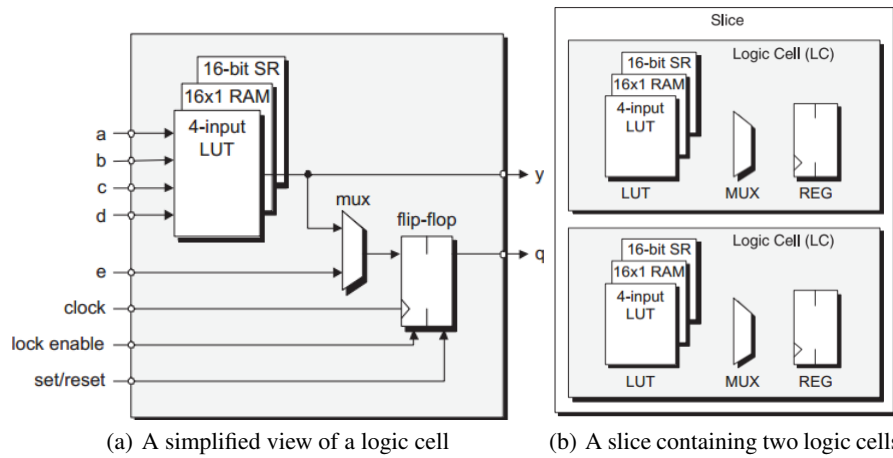 16-bit SR
16x1 RAM
4-input
LUT
a
b
c
d
e
clock
lock enable
set/reset
mux
flip-flop
y
q
(a) A simplified view of a logic cell
Slice
Logic Cell (LC)
16-bit SR
16x1 RAM
4-input
LUT
LUT
MUX
REG
Logic Cell (LC)
16-bit SR
16x1 RAM
4-input
LUT
LUT
MUX
REG
(b) A slice containing two logic cells